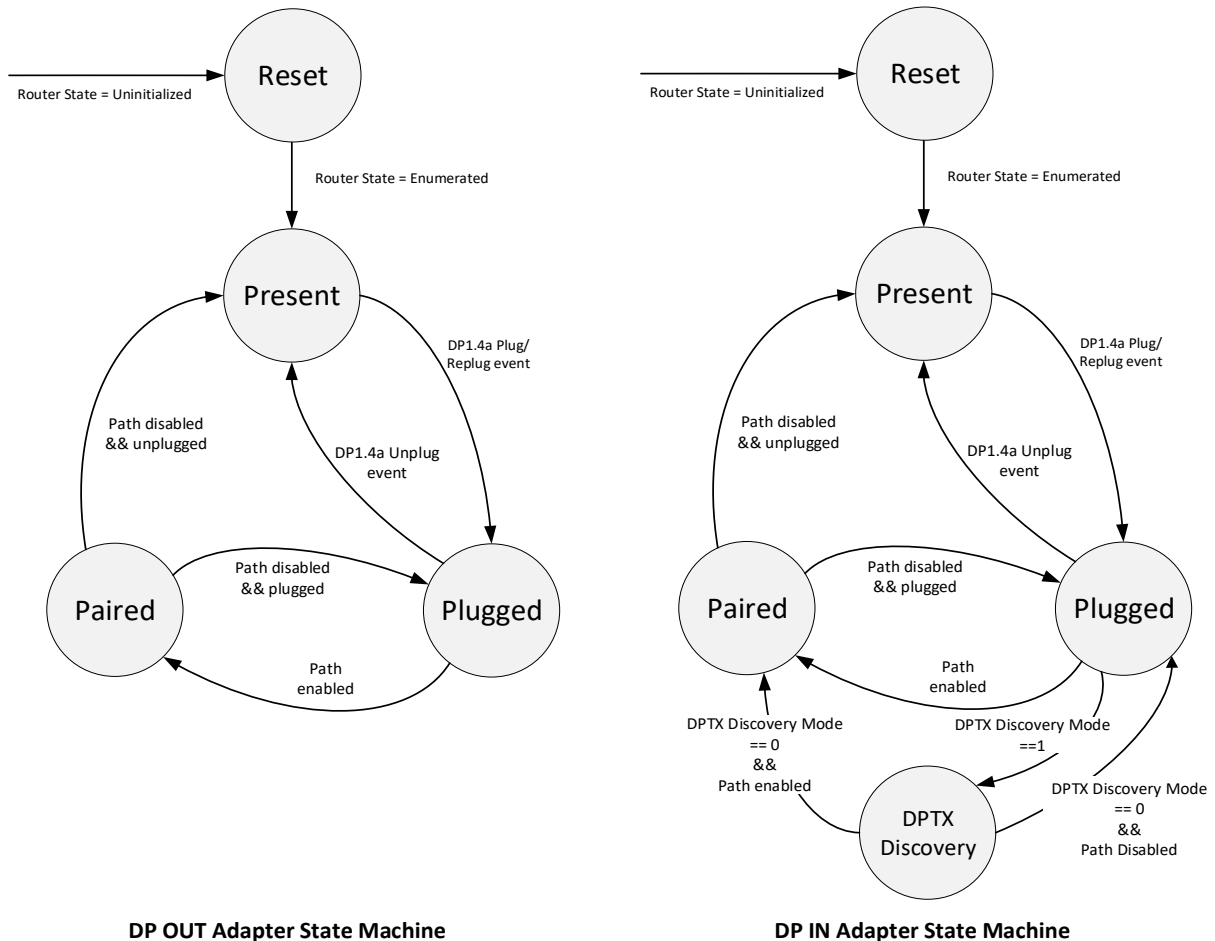 Reset
Router State = Uninitialized
Router State = Enumerated
Present
DP1.4a Plug/
Replug event
Path disabled
&& unplugged
DP1.4a Unplug
event
Path disabled
&& plugged
Paired
Plugged
Path
enabled
DP OUT Adapter State Machine
Reset
Router State = Uninitialized
Router State = Enumerated
Present
DP1.4a Plug/
Replug event
Path disabled
&& unplugged
DP1.4a Unplug
event
Path disabled
&& plugged
Paired
Plugged
Path
enabled
DPTX Discovery Mode
== 0
&&
Path enabled
DPTX Discovery Mode
==1
DPTX Discovery Mode
== 0
&&
Path Disabled
DPTX
Discovery
DP IN Adapter State Machine